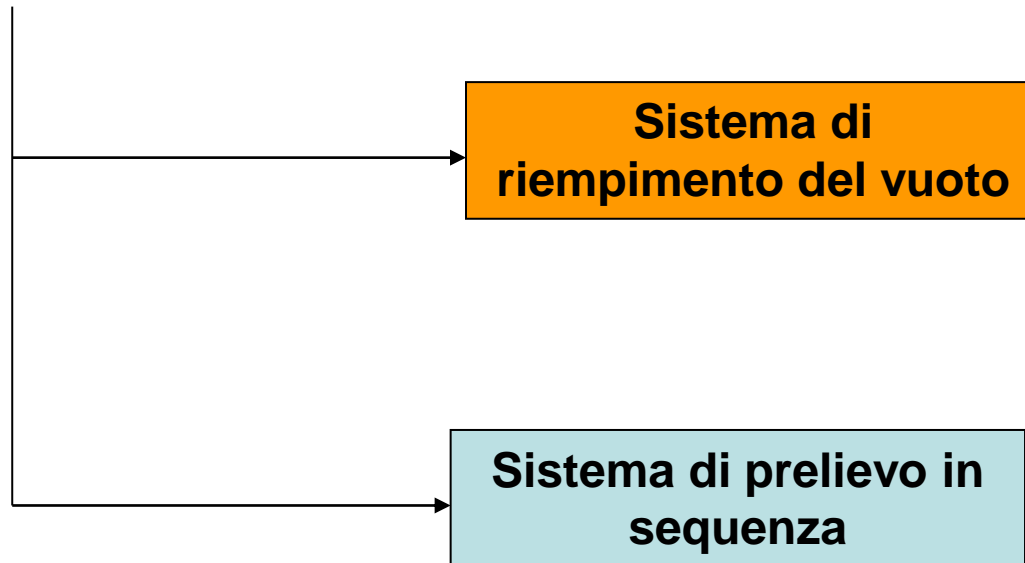 Sistema di
riempimento del vuoto
Sistema di prelievo in
sequenza